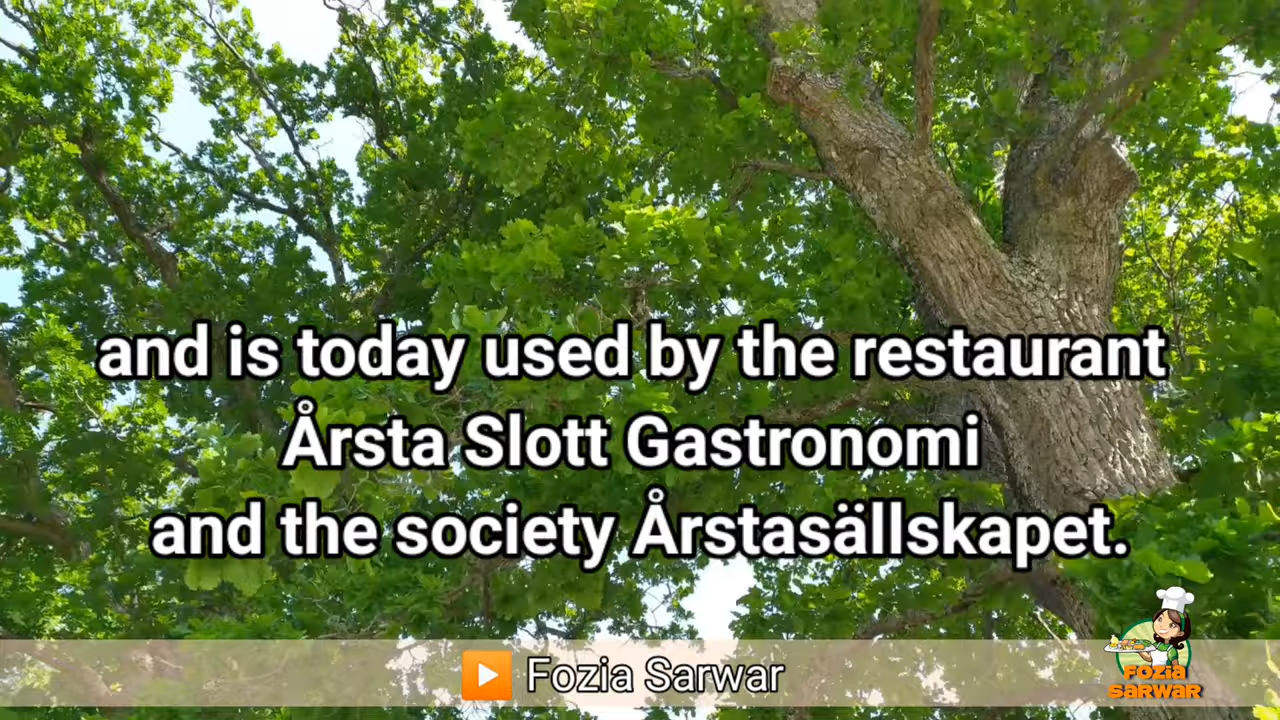 and is today used by the restaurant
Årsta Slott Gastronomi
and the society Årstasällskapet.
Fozia Sarwar
Fozia
SARWAR